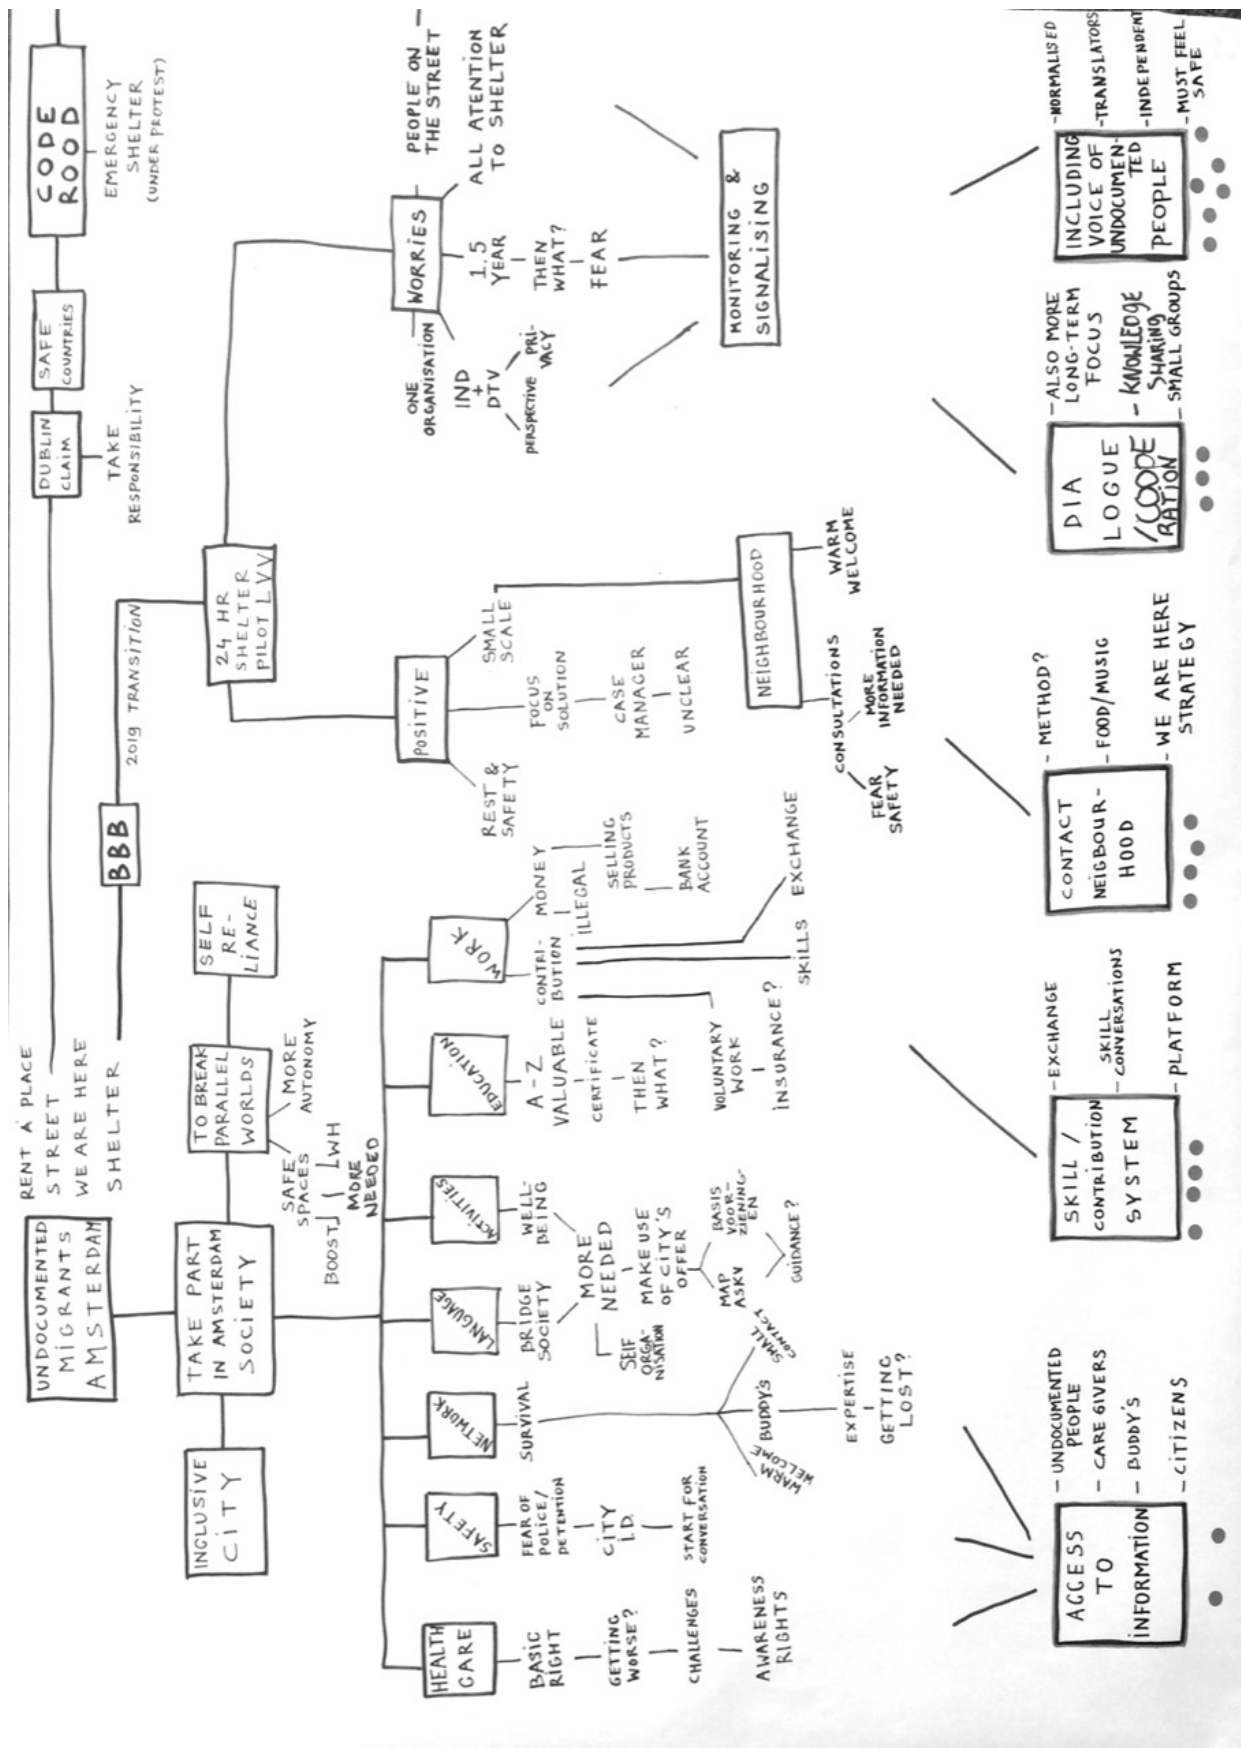 UNDOCUMENTED
MIGRANTS
AMSTERDAM
RENT A PLACE
STREET
WE ARE HERE
SHELTER
DUBLIN
CLAIM
TAKE
RESPONSIBILITY
SAFE
COUNTRIES
CODE
ROOD
EMERGENCY
SHELTER
(UNDER PROTEST)
BBB
2019 TRANSITION
INCLUSIVE
CITY
TAKE PART
IN AMSTERDAM
SOCIETY
TO BREAK
PARALLEL
WORLDS
SELF
RE-
LIANCE
SAFE
SPACES
MORE
AUTONOMY
BOOST
WH
MORE
NEEDED
24 HR
SHELTER
PILOT LVV
HEALTH
CARE
BASIC
RIGHT
GETTING
WORSE?
CHALLENGES
AWARENESS
RIGHTS
SAFETY
FEAR OF
POLICE/
DETENTION
CITY
I.D.
START FOR
CONVERSATION
NETWORK
SURVIVAL
WARM
WELCOME
BUDDY'S
SMALL
CONTACT
EXPERTISE
GETTING
LOST?
LANGUAGE
BRIDGE
SOCIETY
ACTIVITIES
WELL-
BEING
MORE
NEEDED
SELF
ORGA-
NISATION
MAKE USE
OF CITY'S
OFFER
MAP
ASKV
BASIS
VOOR-
ZIENING-
EN
GUIDANCE?
EDUCATION
A-Z
VALUABLE
CERTIFICATE
THEN
WHAT?
VOLUNTARY
WORK
INSURANCE?
WORK
CONTRI-
BUTION
MONEY
ILLEGAL
SELLING
PRODUCTS
BANK
ACCOUNT
SKILLS
EXCHANGE
POSITIVE
REST &
SAFETY
FOCUS
ON
SOLUTION
CASE
MANAGER
UNCLEAR
SMALL
SCALE
NEIGHBOURHOOD
CONSULTATIONS
FEAR
SAFETY
MORE
INFORMATION
NEEDED
WARM
WELCOME
WORRIES
ONE
ORGANISATION
IND
+
DTV
PERSPECTIVE
PRI-
VACY
1.5
YEAR
THEN
WHAT?
FEAR
PEOPLE ON
THE STREET
ALL ATENTION
TO SHELTER
MONITORING &
SIGNALISING
ACCESS
TO
INFORMATION
- UNDOCUMENTED
PEOPLE
- CARE GIVERS
- BUDDY'S
- CITIZENS
SKILL /
CONTRIBUTION
SYSTEM
- EXCHANGE
- SKILL
CONVERSATIONS
- PLATFORM
CONTACT
NEIGBOUR-
HOOD
- METHOD?
- FOOD/MUSIC
- WE ARE HERE
STRATEGY
DIA
LOGUE
/COOPE
RATION
- ALSO MORE
LONG-TERM
FOCUS
- KNOWLEDGE
SHARING
- SMALL GROUPS
INCLUDING
VOICE OF
UNDOCUMEN-
TED
PEOPLE
- NORMALISED
- TRANSLATORS
- INDEPENDENT
- MUST FEEL
SAFE